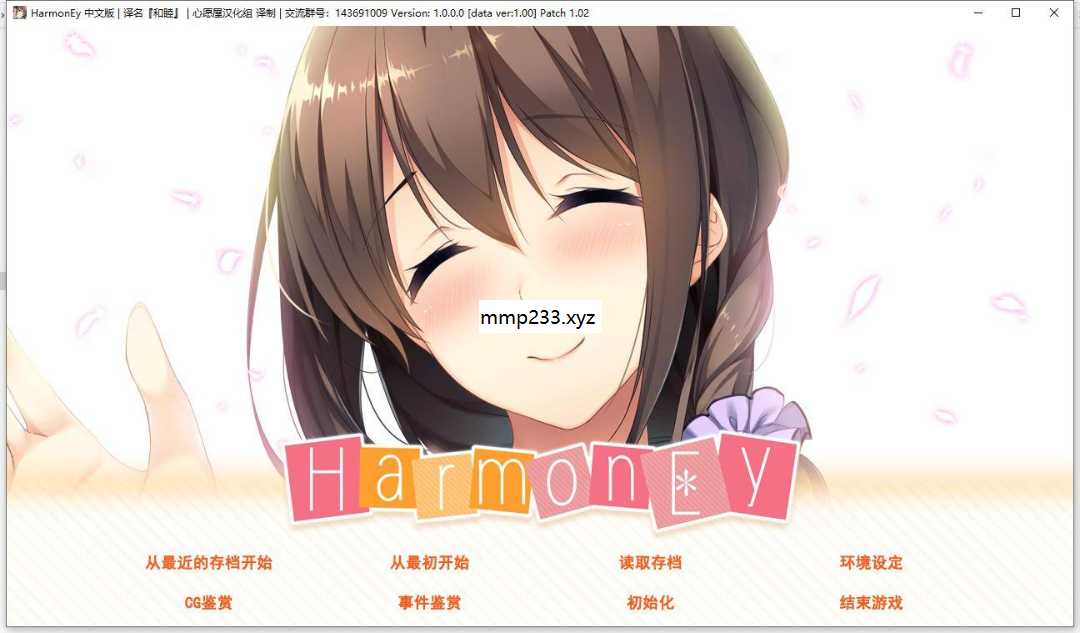 HarmonEy 中文版 | 译名『和睦』 | 心愿屋汉化组 译制 | 交流群号：143691009 Version: 1.0.0.0 [data ver:1.00] Patch 1.02
mmp233.xyz
HarmonEy
从最近的存档开始 从最初开始 读取存档 环境设定
CG鉴赏 事件鉴赏 初始化 结束游戏